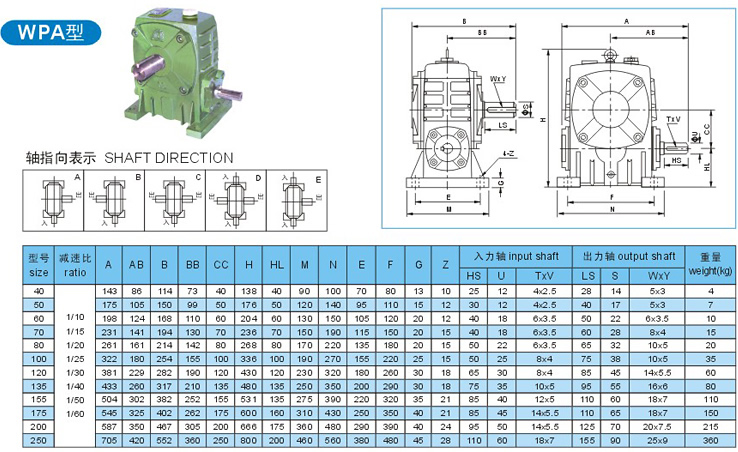 WPA型
轴指向表示 SHAFT DIRECTION
A B C D E
B
B B
WxY
ΦS
LS
4-Z
G
E
M
A
AB
H
TxV
ΦU
CC
HS
HL
F
N
型号 size 减速比 ratio A AB B BB CC H HL M N E F G Z 入力轴 input shaft 出力轴 output shaft 重量 weight(kg)
HS U TxV LS S WxY
40 143 86 114 73 40 138 40 90 100 70 80 13 10 25 12 4x2.5 28 14 5x3 4
50 175 105 150 99 50 176 50 120 140 95 110 15 12 30 12 4x2.5 40 17 5x3 7
60 1/10 198 124 168 110 60 204 60 130 150 105 120 20 12 40 18 6x3.5 50 22 6x3.5 10
70 1/15 231 141 194 130 70 236 70 150 190 115 150 20 15 40 18 6x3.5 60 28 8x4 15
80 1/20 261 161 214 142 80 268 80 170 220 135 180 20 15 50 22 6x3.5 65 32 10x5 20
100 1/25 322 180 254 155 100 336 100 190 270 155 220 25 15 50 25 8x4 75 38 10x5 35
120 1/30 381 229 282 190 120 430 120 230 320 180 260 30 18 65 30 8x4 85 45 14x5.5 60
135 1/40 433 260 317 210 135 480 135 250 350 200 290 30 18 75 35 10x5 95 55 16x6 80
155 1/50 504 302 382 252 155 531 135 275 390 220 320 35 21 85 40 12x5 110 60 18x7 110
175 1/60 545 325 402 262 175 600 160 310 430 250 350 40 21 85 45 14x5.5 110 65 18x7 150
200 587 350 467 305 200 666 175 360 480 290 390 40 24 95 50 14x5.5 125 70 20x7.5 215
250 705 420 552 360 250 800 200 460 560 380 480 45 28 110 60 18x7 155 90 25x9 360